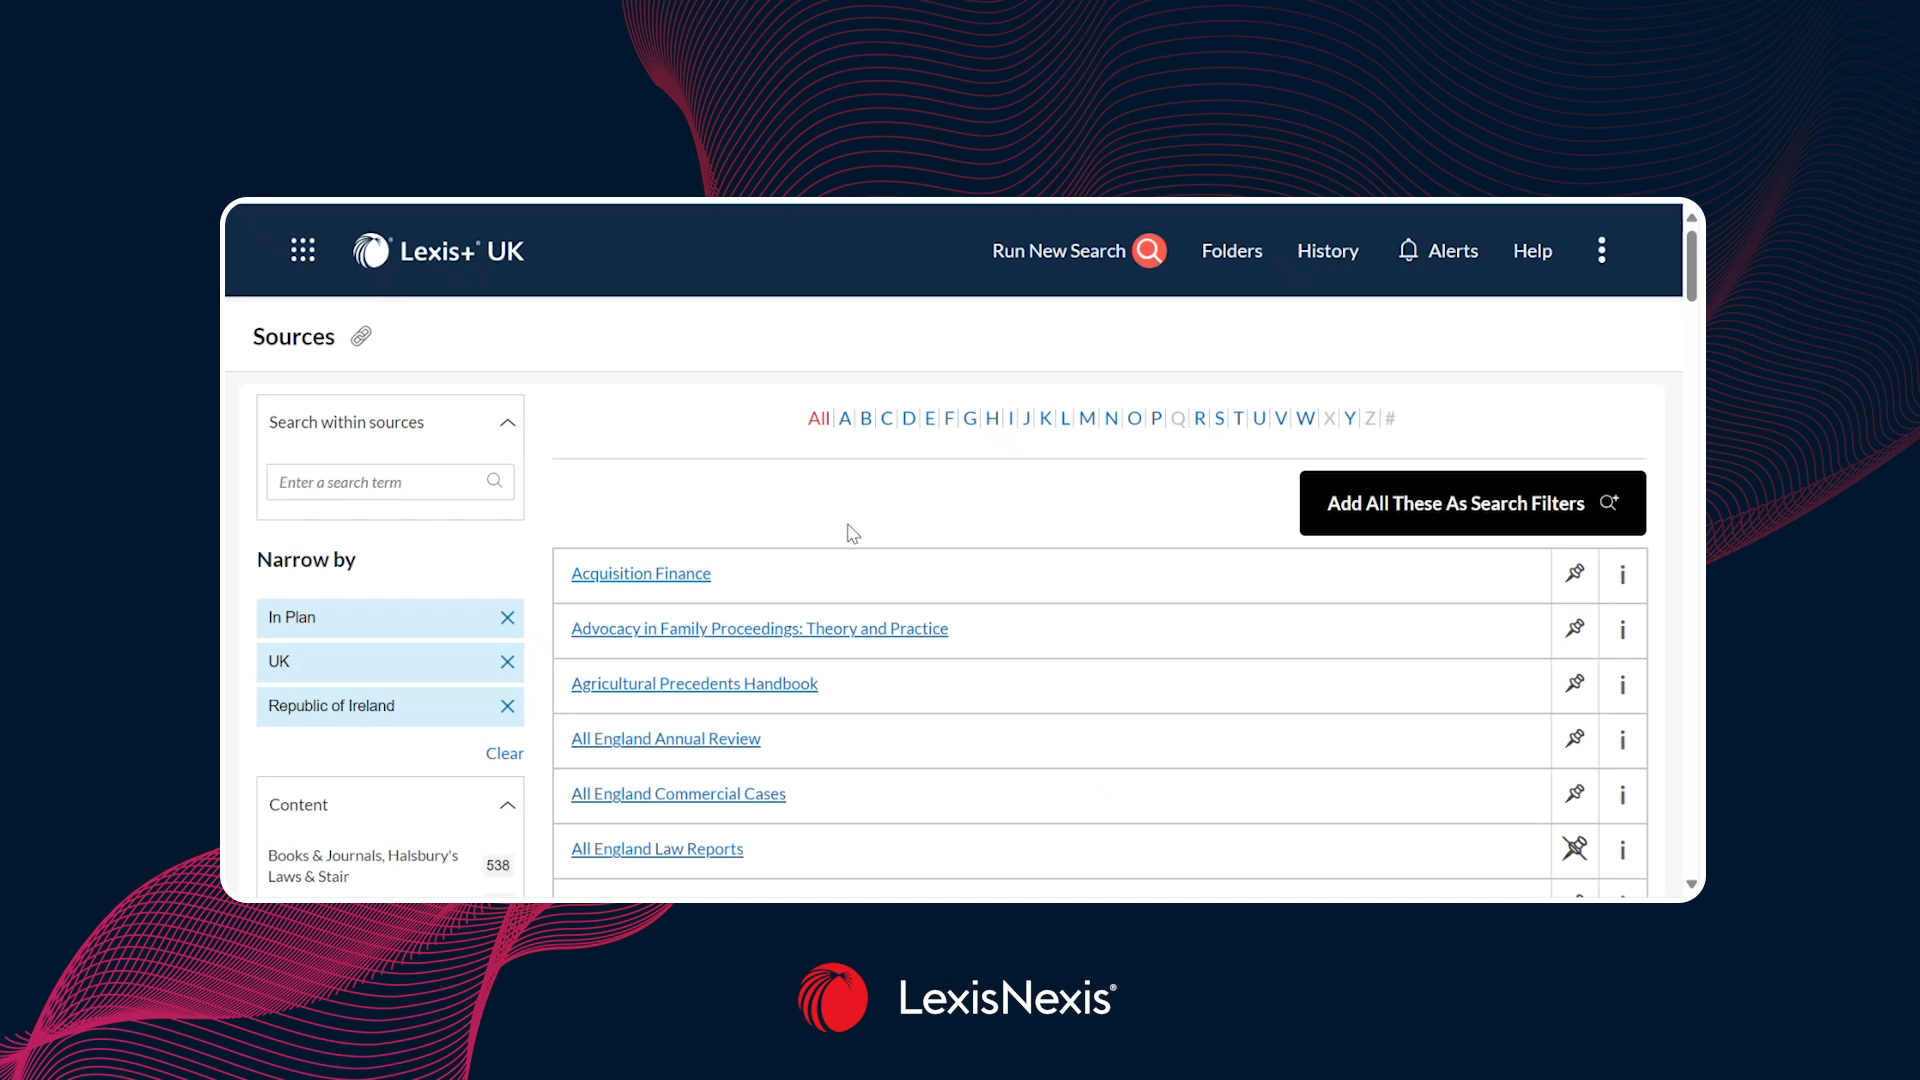 Lexis+® UK
Run New Search
Folders
History
Alerts
Help
Sources
Search within sources
Enter a search term
Narrow by
In Plan
UK
Republic of Ireland
Clear
Content
Books & Journals, Halsbury's
Laws & Stair
538
All A B C D E F G H I J K L M N O P Q R S T U V W X Y Z #
Add All These As Search Filters
Acquisition Finance
Advocacy in Family Proceedings: Theory and Practice
Agricultural Precedents Handbook
All England Annual Review
All England Commercial Cases
All England Law Reports
LexisNexis®